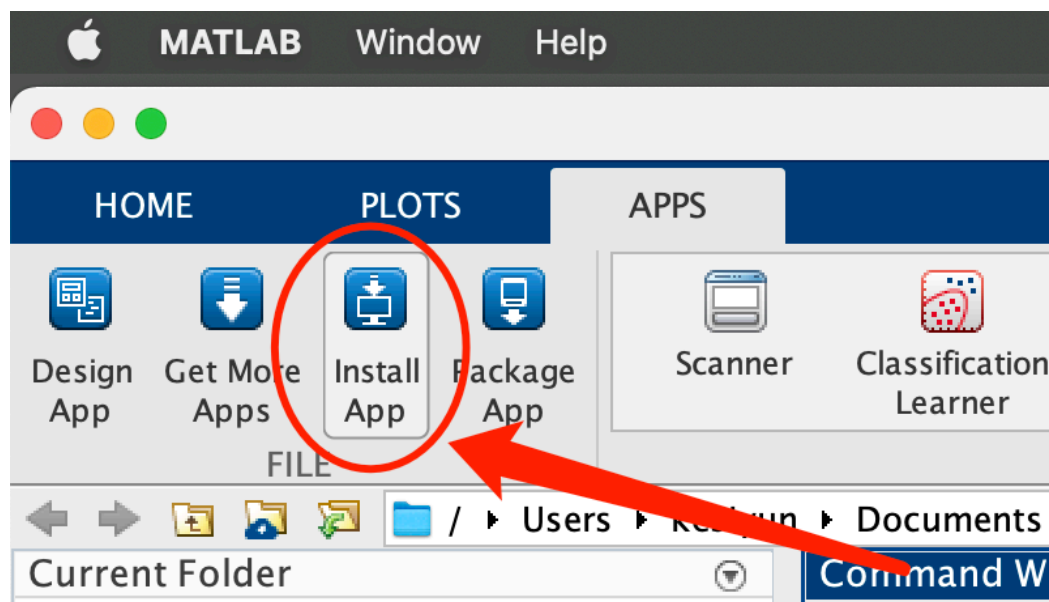 MATLAB Window Help
HOME PLOTS APPS
Design App
Get More Apps
Install App
Package App
Scanner
Classification Learner
FILE
/ Users Documents
Current Folder
Command W